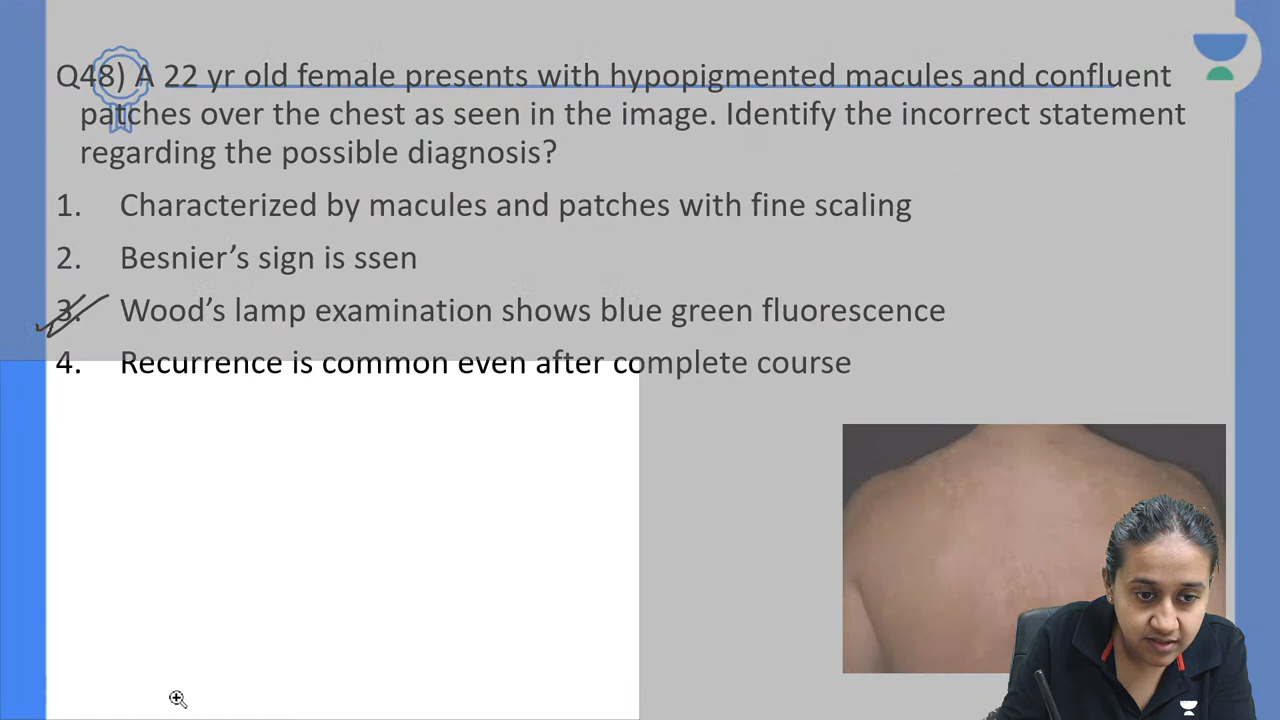 Q48) A 22 yr old female presents with hypopigmented macules and confluent
patches over the chest as seen in the image. Identify the incorrect statement
regarding the possible diagnosis?
1. Characterized by macules and patches with fine scaling
2. Besnier’s sign is ssen
3. Wood’s lamp examination shows blue green fluorescence
4. Recurrence is common even after complete course